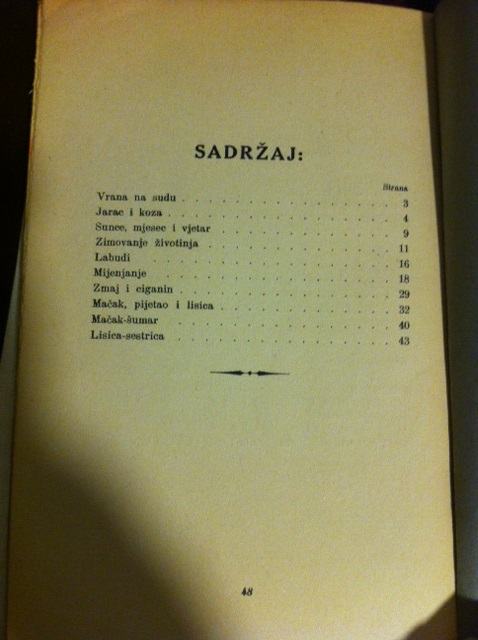 SADRŽAJ:
Strana
Vrana na sudu . . . . . . . . . . . . 3
Jarac i koza . . . . . . . . . . . . . 4
Sunce, mjesec i vjetar . . . . . . . . . . 9
Zimovanje životinja . . . . . . . . . . . 11
Labudi . . . . . . . . . . . . . . 16
Mijenjanje . . . . . . . . . . . . . 18
Zmaj i ciganin . . . . . . . . . . . . 29
Mačak, pijetao i lisica . . . . . . . . . . 32
Mačak-šumar . . . . . . . . . . . . 40
Lisica-sestrica . . . . . . . . . . . . 43
48